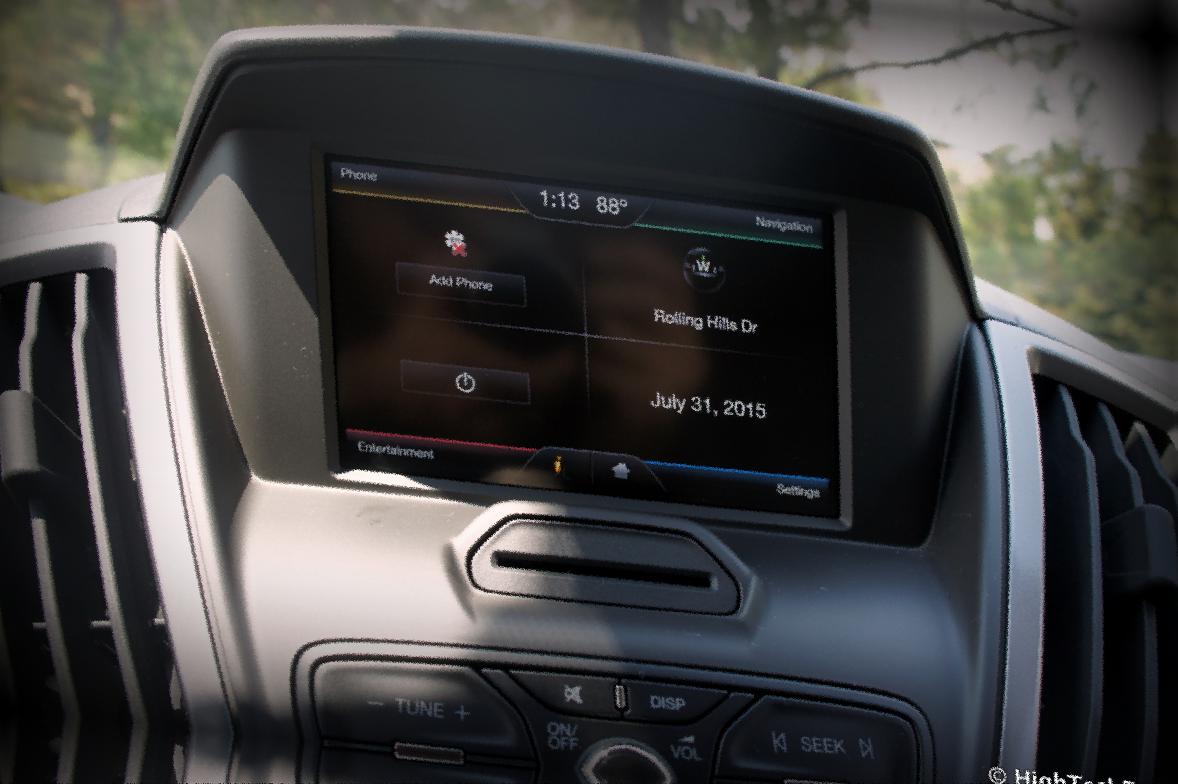 Phone
1:13 88°
Navigation
W
Add Phone
Rolling Hills Dr
July 31, 2015
Entertainment
i
Settings
DISP
− TUNE +
ON/
OFF
VOL
SEEK